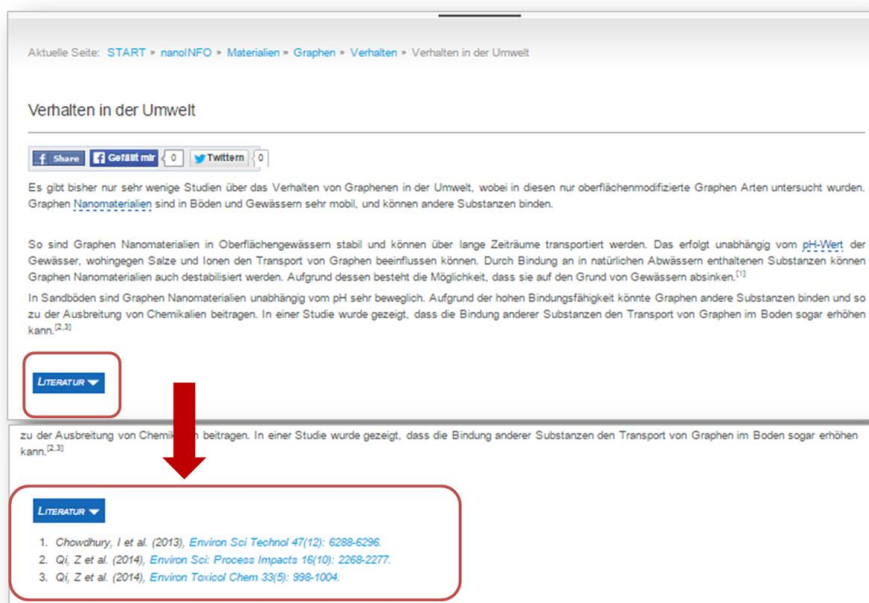 Aktuelle Seite: START » nanoINFO » Materialien » Graphen » Verhalten » Verhalten in der Umwelt
Verhalten in der Umwelt
f Share f Gefällt mir 0 Twittern 0
Es gibt bisher nur sehr wenige Studien über das Verhalten von Graphenen in der Umwelt, wobei in diesen nur oberflächenmodifizierte Graphen Arten untersucht wurden.
Graphen Nanomaterialien sind in Böden und Gewässern sehr mobil, und können andere Substanzen binden.
So sind Graphen Nanomaterialien in Oberflächengewässern stabil und können über lange Zeiträume transportiert werden. Das erfolgt unabhängig vom pH-Wert der
Gewässer, wohingegen Salze und Ionen den Transport von Graphen beeinflussen können. Durch Bindung an in natürlichen Abwässern enthaltenen Substanzen können
Graphen Nanomaterialien auch destabilisiert werden. Aufgrund dessen besteht die Möglichkeit, dass sie auf den Grund von Gewässern absinken.[1]
In Sandböden sind Graphen Nanomaterialien unabhängig vom pH sehr beweglich. Aufgrund der hohen Bindungsfähigkeit könnte Graphen andere Substanzen binden und so
zu der Ausbreitung von Chemikalien beitragen. In einer Studie wurde gezeigt, dass die Bindung anderer Substanzen den Transport von Graphen im Boden sogar erhöhen
kann.[2,3]
LITERATUR
zu der Ausbreitung von Chemik en beitragen. In einer Studie wurde gezeigt, dass die Bindung anderer Substanzen den Transport von Graphen im Boden sogar erhöhen
kann.[2,3]
LITERATUR
1. Chowdhury, I et al. (2013), Environ Sci Technol 47(12): 6288-6296.
2. Qi, Z et al. (2014), Environ Sci: Process Impacts 16(10): 2268-2277.
3. Qi, Z et al. (2014), Environ Toxicol Chem 33(5): 998-1004.